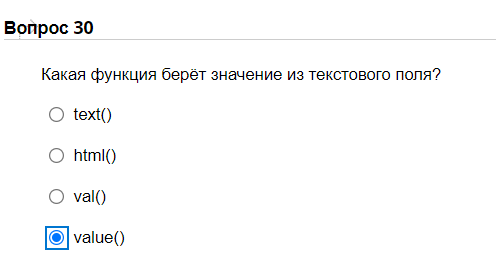 Вопрос 30
Какая функция берёт значение из текстового поля?
text()
html()
val()
value()